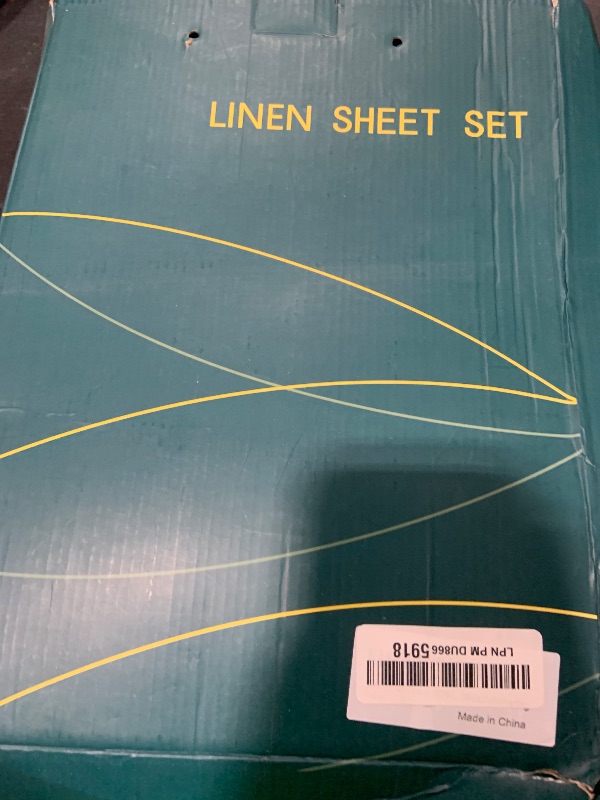 LINEN SHEET SET
LPN PM DU8665918
Made in China